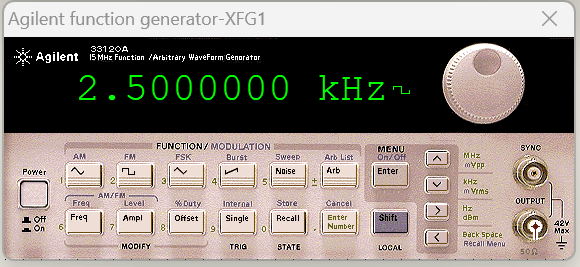 Agilent function generator-XFG1
33120A
Agilent 15 MHz Function / Arbitrary WaveForm Generator
2.5000000 kHz
FUNCTION/ MODULATION
AM FM FSK Burst Sweep Arb List
1 2 3 4 5 Noise ± Arb
AM/FM
Freq Level % Duty Internal Store Cancel
6 Freq 7 Ampl 8 Offset 9 Single 0 Recall . Enter Number
MODIFY TRIG STATE
Power
Off
On
MENU
On/Off
Enter
Shift
LOCAL
MHz
mVpp
kHz
mVrms
Hz
dBm
Back Space
Recall Menu
SYNC
OUTPUT
42V
Max
50Ω